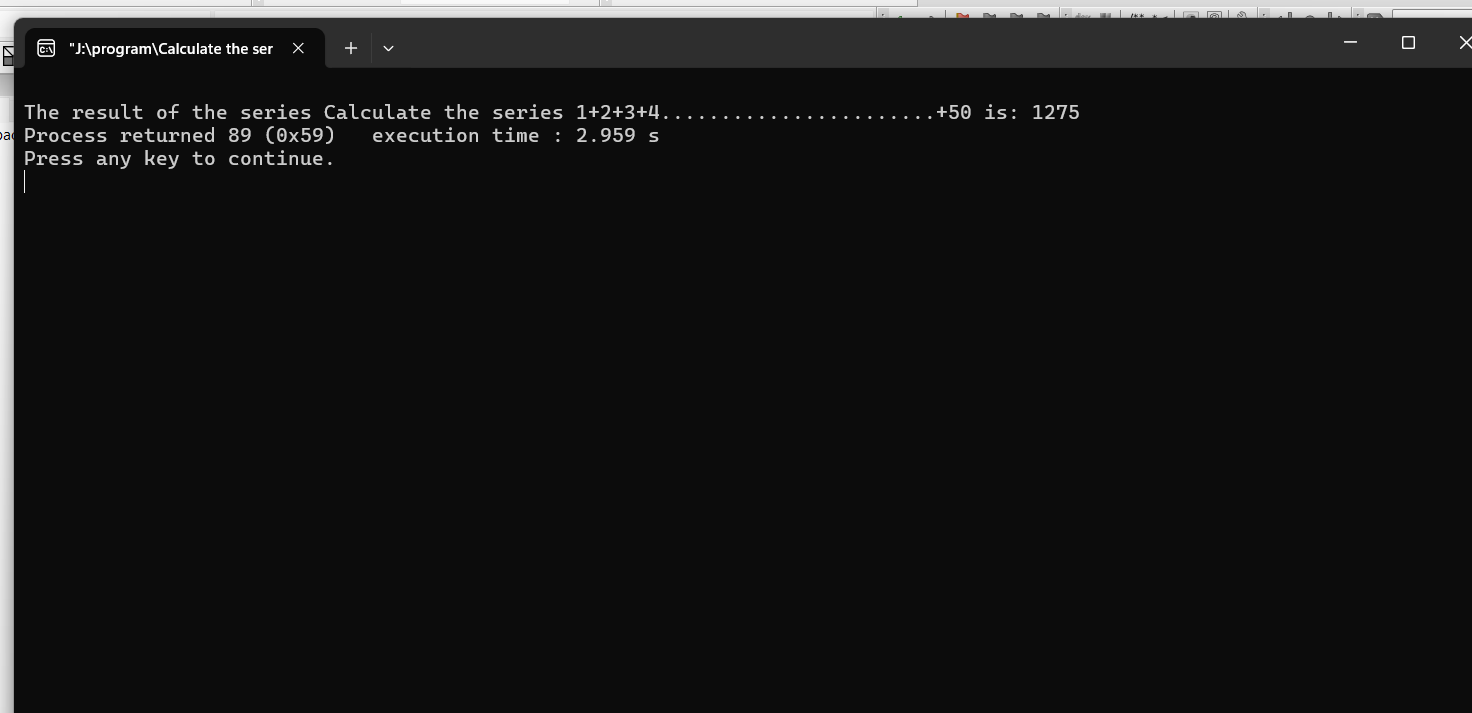 "J:\program\Calculate the ser
The result of the series Calculate the series 1+2+3+4.......................+50 is: 1275
Process returned 89 (0x59)   execution time : 2.959 s
Press any key to continue.